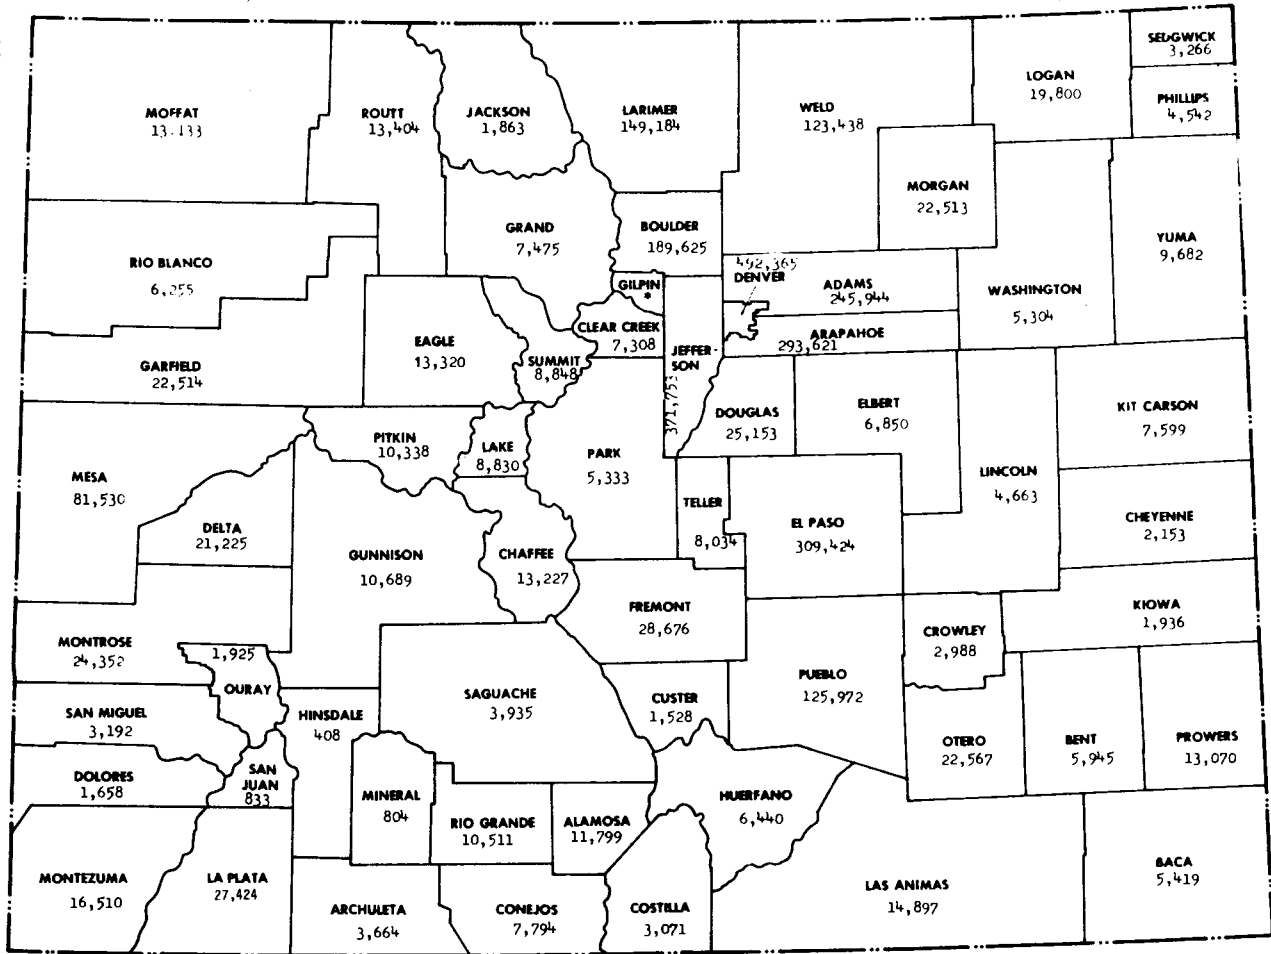 SEDGWICK
3,266
LOGAN
19,800
PHILLIPS
4,542
MOFFAT
13,133
ROUTT
13,404
JACKSON
1,863
LARIMER
149,184
WELD
123,438
MORGAN
22,513
YUMA
9,682
GRAND
7,475
BOULDER
189,625
RIO BLANCO
6,255
492,365
DENVER
GILPIN
*
ADAMS
245,944
WASHINGTON
5,304
CLEAR CREEK
7,308
ARAPAHOE
293,621
EAGLE
13,320
SUMMIT
8,848
JEFFER-
SON
371,753
GARFIELD
22,514
DOUGLAS
25,153
ELBERT
6,850
KIT CARSON
7,599
PITKIN
10,338
LAKE
8,830
PARK
5,333
LINCOLN
4,663
MESA
81,530
TELLER
8,034
DELTA
21,225
EL PASO
309,424
CHEYENNE
2,153
GUNNISON
10,689
CHAFFEE
13,227
FREMONT
28,676
KIOWA
1,936
CROWLEY
2,988
MONTROSE
24,352
1,925
OURAY
SAGUACHE
3,935
CUSTER
1,528
PUEBLO
125,972
SAN MIGUEL
3,192
HINSDALE
408
OTERO
22,567
BENT
5,945
PROWERS
13,070
DOLORES
1,658
SAN
JUAN
833
MINERAL
804
RIO GRANDE
10,511
ALAMOSA
11,799
HUERFANO
6,440
MONTEZUMA
16,510
LA PLATA
27,424
ARCHULETA
3,664
CONEJOS
7,794
COSTILLA
3,071
LAS ANIMAS
14,897
BACA
5,419